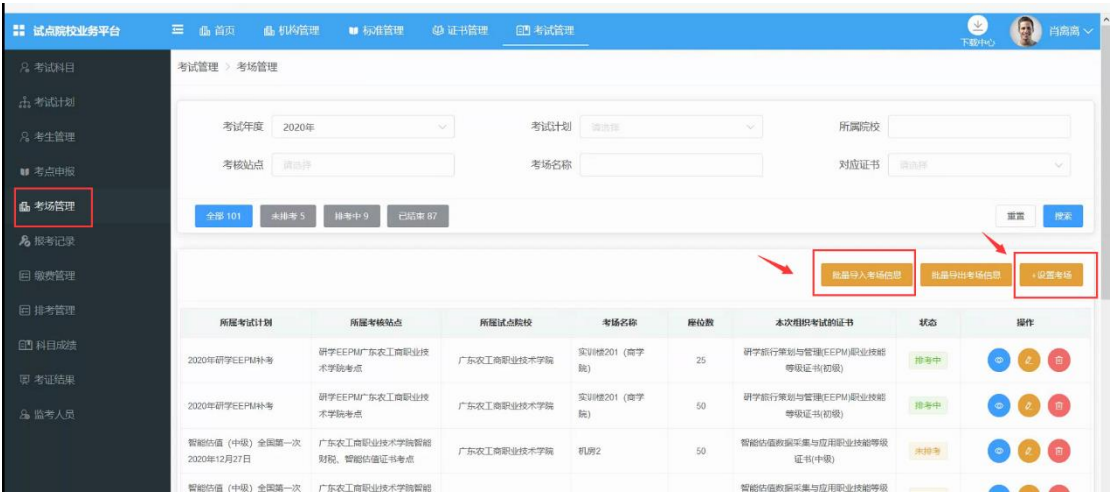 试点院校业务平台 首页 机构管理 标准管理 证书管理 考试管理 下载中心 肖离离
考试科目
考试计划
考生管理
考点申报
考场管理
报考记录
缴费管理
排考管理
科目成绩
考证结果
监考人员
考试管理 > 考场管理
考试年度 2020年 考试计划 请选择 所属院校
考核站点 请选择 考场名称 对应证书 请选择
全部 101 未排考 5 排考中 9 已结束 87 重置 搜索
批量导入考场信息 批量导出考场信息 +设置考场
所属考试计划 所属考核站点 所属试点院校 考场名称 座位数 本次组织考试的证书 状态 操作
2020年研学EEPM补考 研学EEPM广东农工商职业技术学院考点 广东农工商职业技术学院 实训楼201（商学院） 25 研学旅行策划与管理(EEPM)职业技能等级证书(初级) 排考中
2020年研学EEPM补考 研学EEPM广东农工商职业技术学院考点 广东农工商职业技术学院 实训楼201（商学院） 50 研学旅行策划与管理(EEPM)职业技能等级证书(初级) 排考中
智能估值（中级）全国第一次2020年12月27日 广东农工商职业技术学院智能财税、智能估值证书考点 广东农工商职业技术学院 机房2 50 智能估值数据采集与应用职业技能等级证书(中级) 未排考
智能估值（中级）全国第一次 广东农工商职业技术学院智能 智能估值数据采集与应用职业技能等级